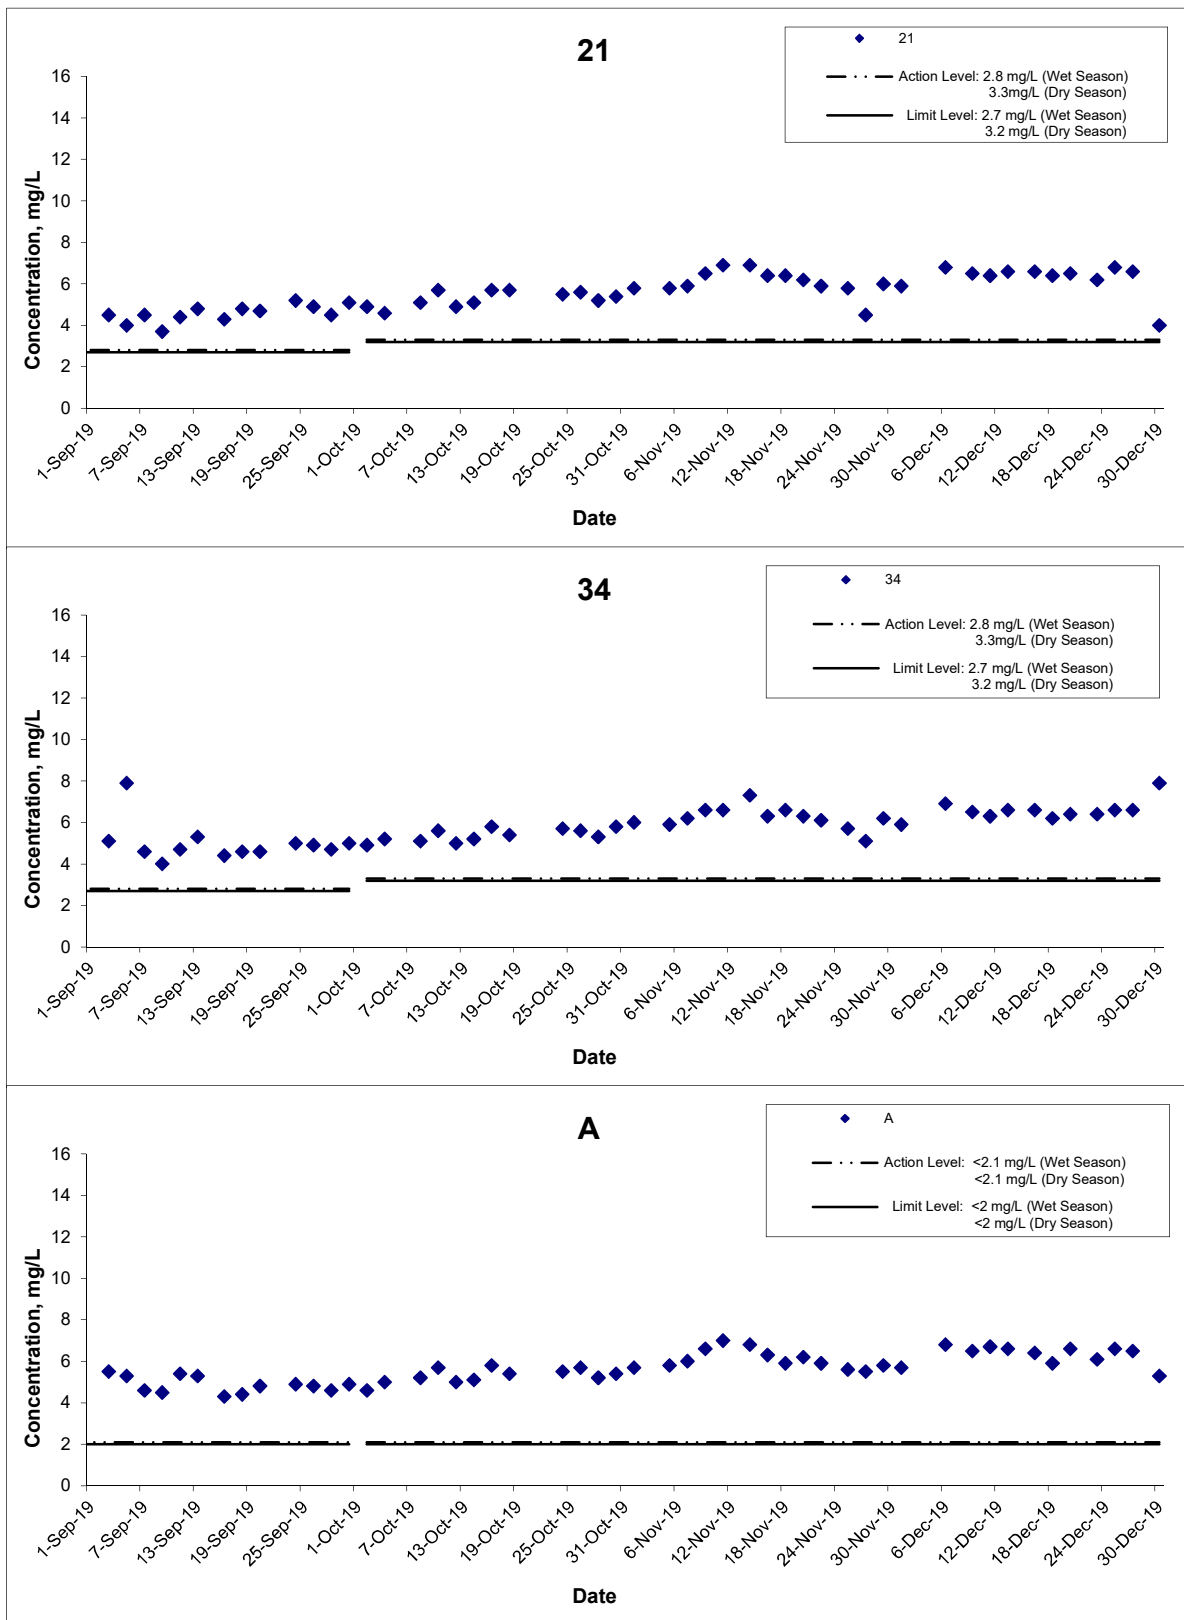 21
21
Action Level: 2.8 mg/L (Wet Season)
3.3mg/L (Dry Season)
Limit Level: 2.7 mg/L (Wet Season)
3.2 mg/L (Dry Season)
Concentration, mg/L
16
14
12
10
8
6
4
2
0
1-Sep-19
7-Sep-19
13-Sep-19
19-Sep-19
25-Sep-19
1-Oct-19
7-Oct-19
13-Oct-19
19-Oct-19
25-Oct-19
31-Oct-19
6-Nov-19
12-Nov-19
18-Nov-19
24-Nov-19
30-Nov-19
6-Dec-19
12-Dec-19
18-Dec-19
24-Dec-19
30-Dec-19
Date
34
34
Action Level: 2.8 mg/L (Wet Season)
3.3mg/L (Dry Season)
Limit Level: 2.7 mg/L (Wet Season)
3.2 mg/L (Dry Season)
Concentration, mg/L
16
14
12
10
8
6
4
2
0
1-Sep-19
7-Sep-19
13-Sep-19
19-Sep-19
25-Sep-19
1-Oct-19
7-Oct-19
13-Oct-19
19-Oct-19
25-Oct-19
31-Oct-19
6-Nov-19
12-Nov-19
18-Nov-19
24-Nov-19
30-Nov-19
6-Dec-19
12-Dec-19
18-Dec-19
24-Dec-19
30-Dec-19
Date
A
A
Action Level: <2.1 mg/L (Wet Season)
<2.1 mg/L (Dry Season)
Limit Level: <2 mg/L (Wet Season)
<2 mg/L (Dry Season)
Concentration, mg/L
16
14
12
10
8
6
4
2
0
1-Sep-19
7-Sep-19
13-Sep-19
19-Sep-19
25-Sep-19
1-Oct-19
7-Oct-19
13-Oct-19
19-Oct-19
25-Oct-19
31-Oct-19
6-Nov-19
12-Nov-19
18-Nov-19
24-Nov-19
30-Nov-19
6-Dec-19
12-Dec-19
18-Dec-19
24-Dec-19
30-Dec-19
Date